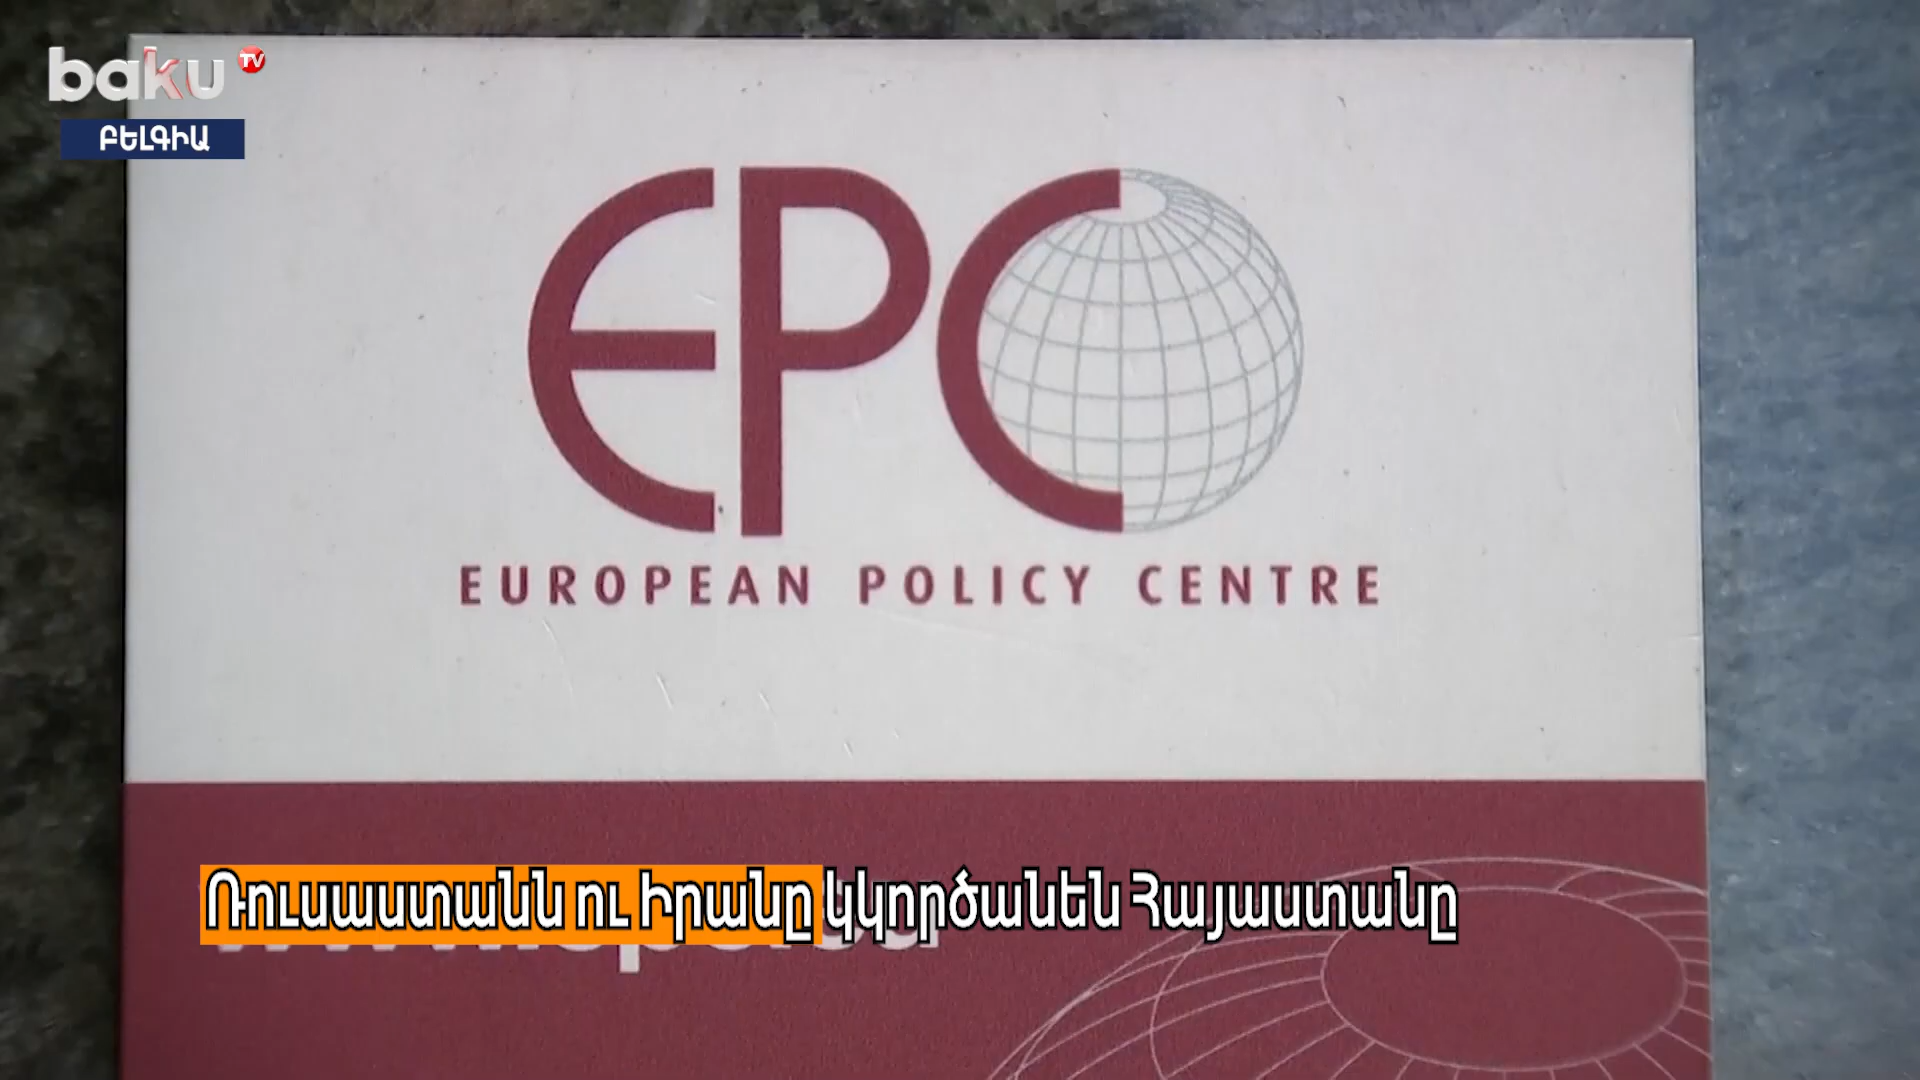 baku TV
ԲԵԼԳԻԱ
EPC
EUROPEAN POLICY CENTRE
Ռուսաստանն ու Իրանը կկործանեն Հայաստանը